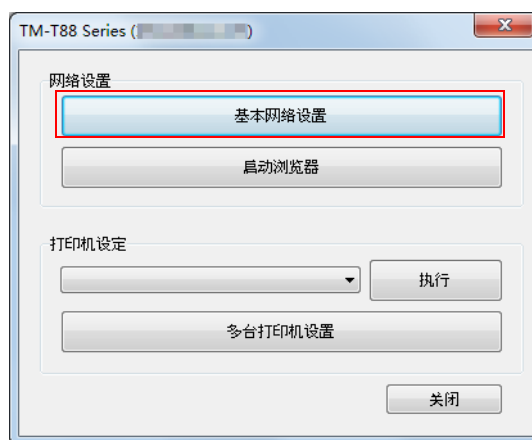 TM-T88 Series ( )
网络设置
基本网络设置
启动浏览器
打印机设定
执行
多台打印机设置
关闭